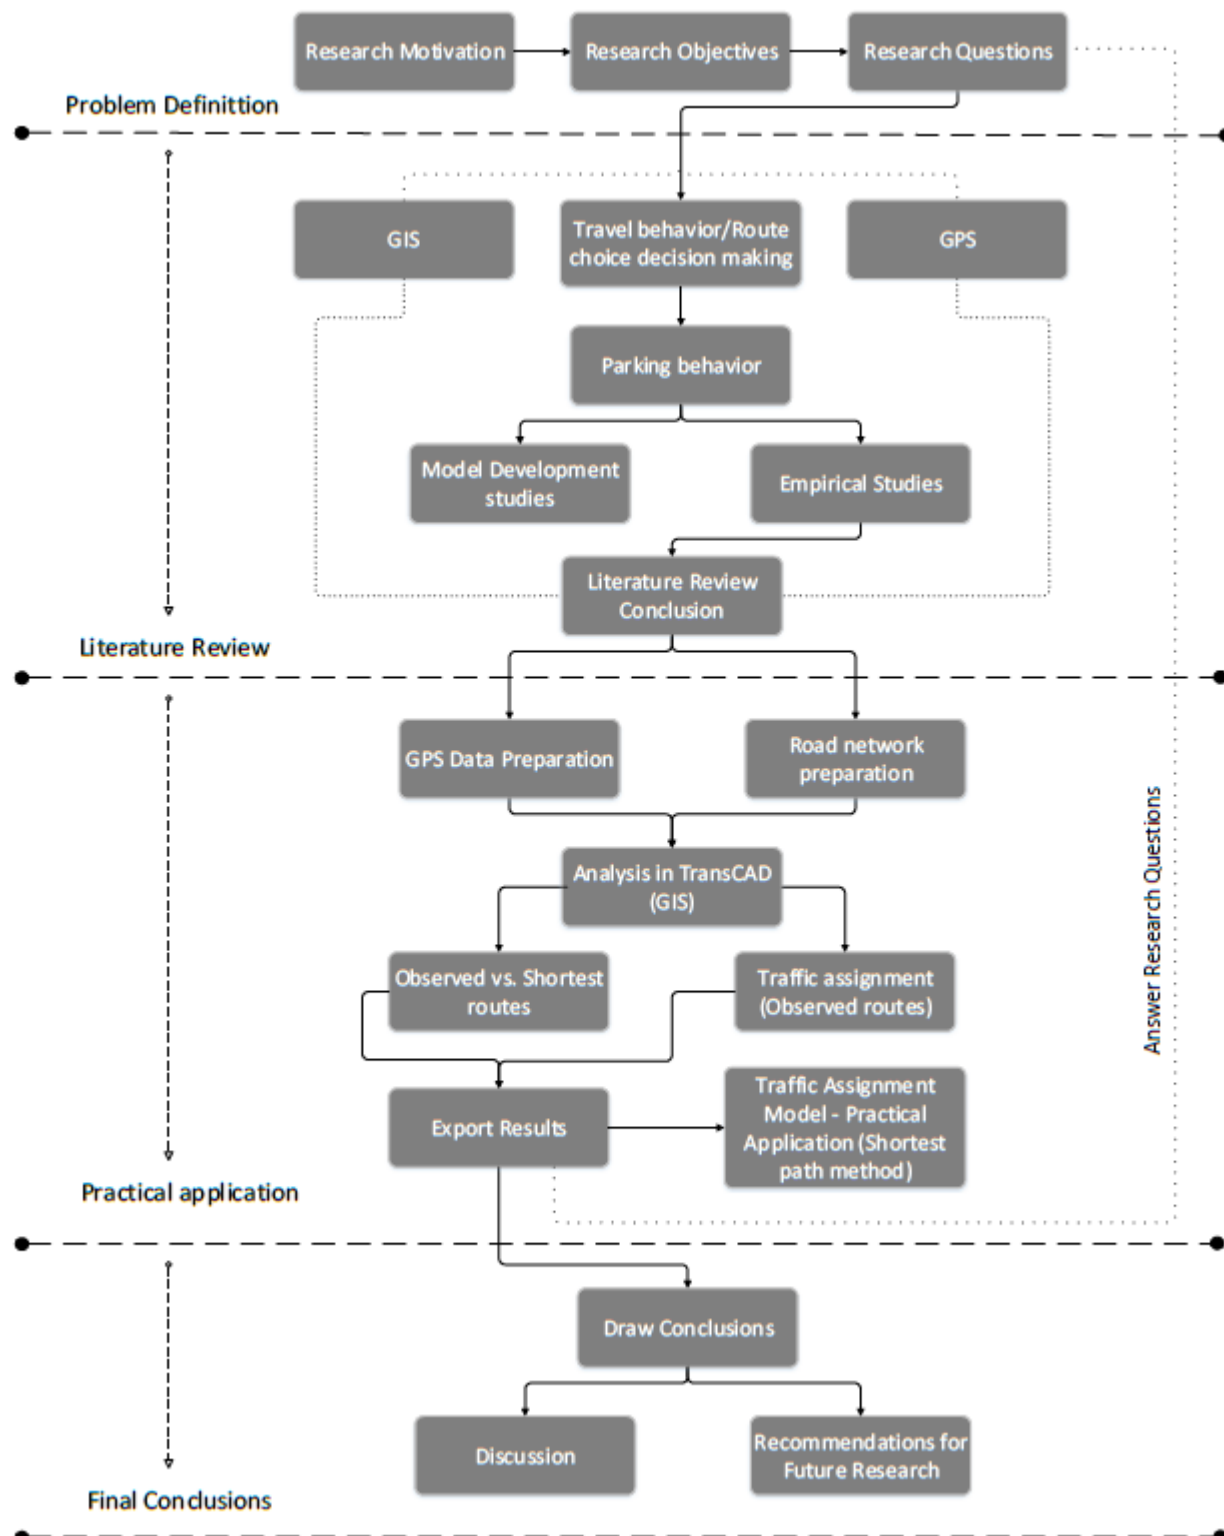 Research Motivation
Research Objectives
Research Questions
Problem Definittion
GIS
Travel behavior/Route
choice decision making
GPS
Parking behavior
Model Development
studies
Empirical Studies
Literature Review
Conclusion
Literature Review
GPS Data Preparation
Road network
preparation
Analysis in TransCAD
(GIS)
Observed vs. Shortest
routes
Traffic assignment
(Observed routes)
Answer Research Questions
Export Results
Traffic Assignment
Model - Practical
Application (Shortest
path method)
Practical application
Draw Conclusions
Discussion
Recommendations for
Future Research
Final Conclusions